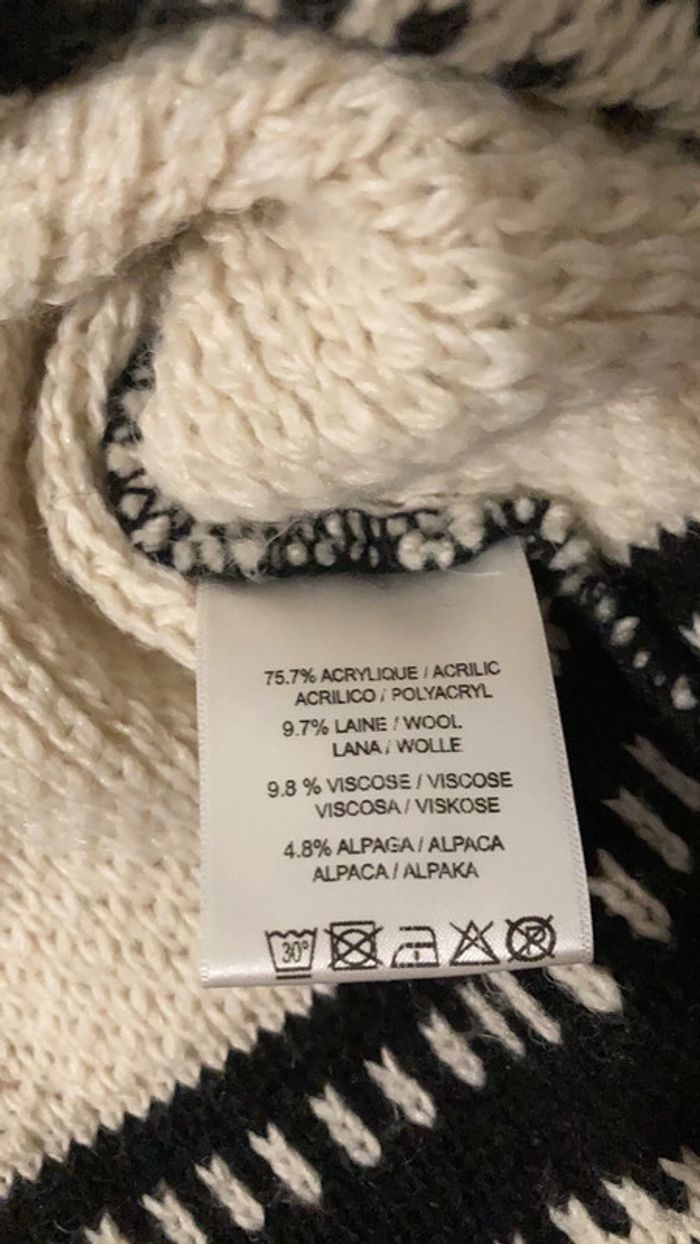 75.7% ACRYLIQUE / ACRILIC
ACRILICO / POLYACRYL
9.7% LAINE / WOOL
LANA / WOLLE
9.8 % VISCOSE / VISCOSE
VISCOSA / VISKOSE
4.8% ALPAGA / ALPACA
ALPACA / ALPAKA
30° P